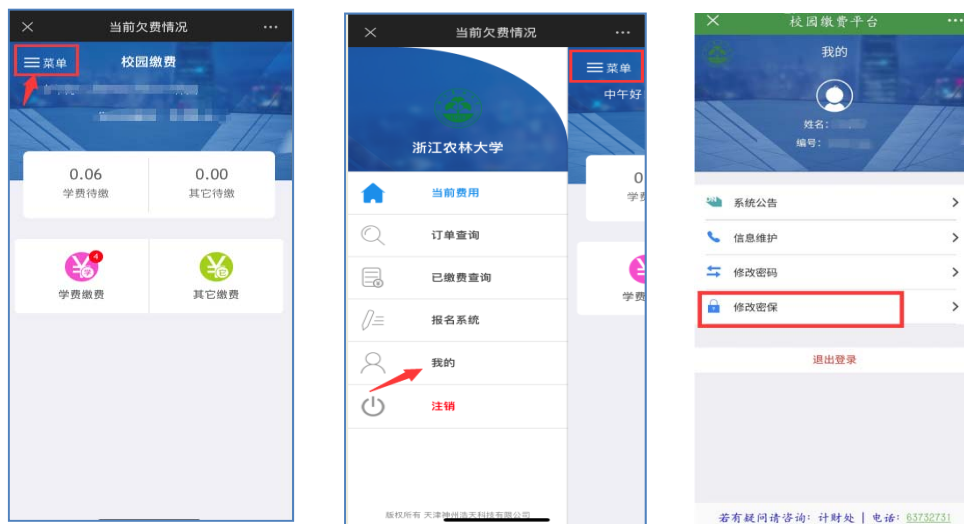 当前欠费情况
菜单
校园缴费
0.06
0.00
学费待缴
其它待缴
4
学费缴费
其它缴费
当前欠费情况
菜单
中午好
浙江农林大学
当前费用
订单查询
已缴费查询
报名系统
我的
注销
0
学费
学费
版权所有 天津神州浩天科技有限公司
校园缴费平台
我的
姓名:
编号:
系统公告
信息维护
修改密码
修改密保
退出登录
若有疑问请咨询: 计财处 | 电话: 63732731